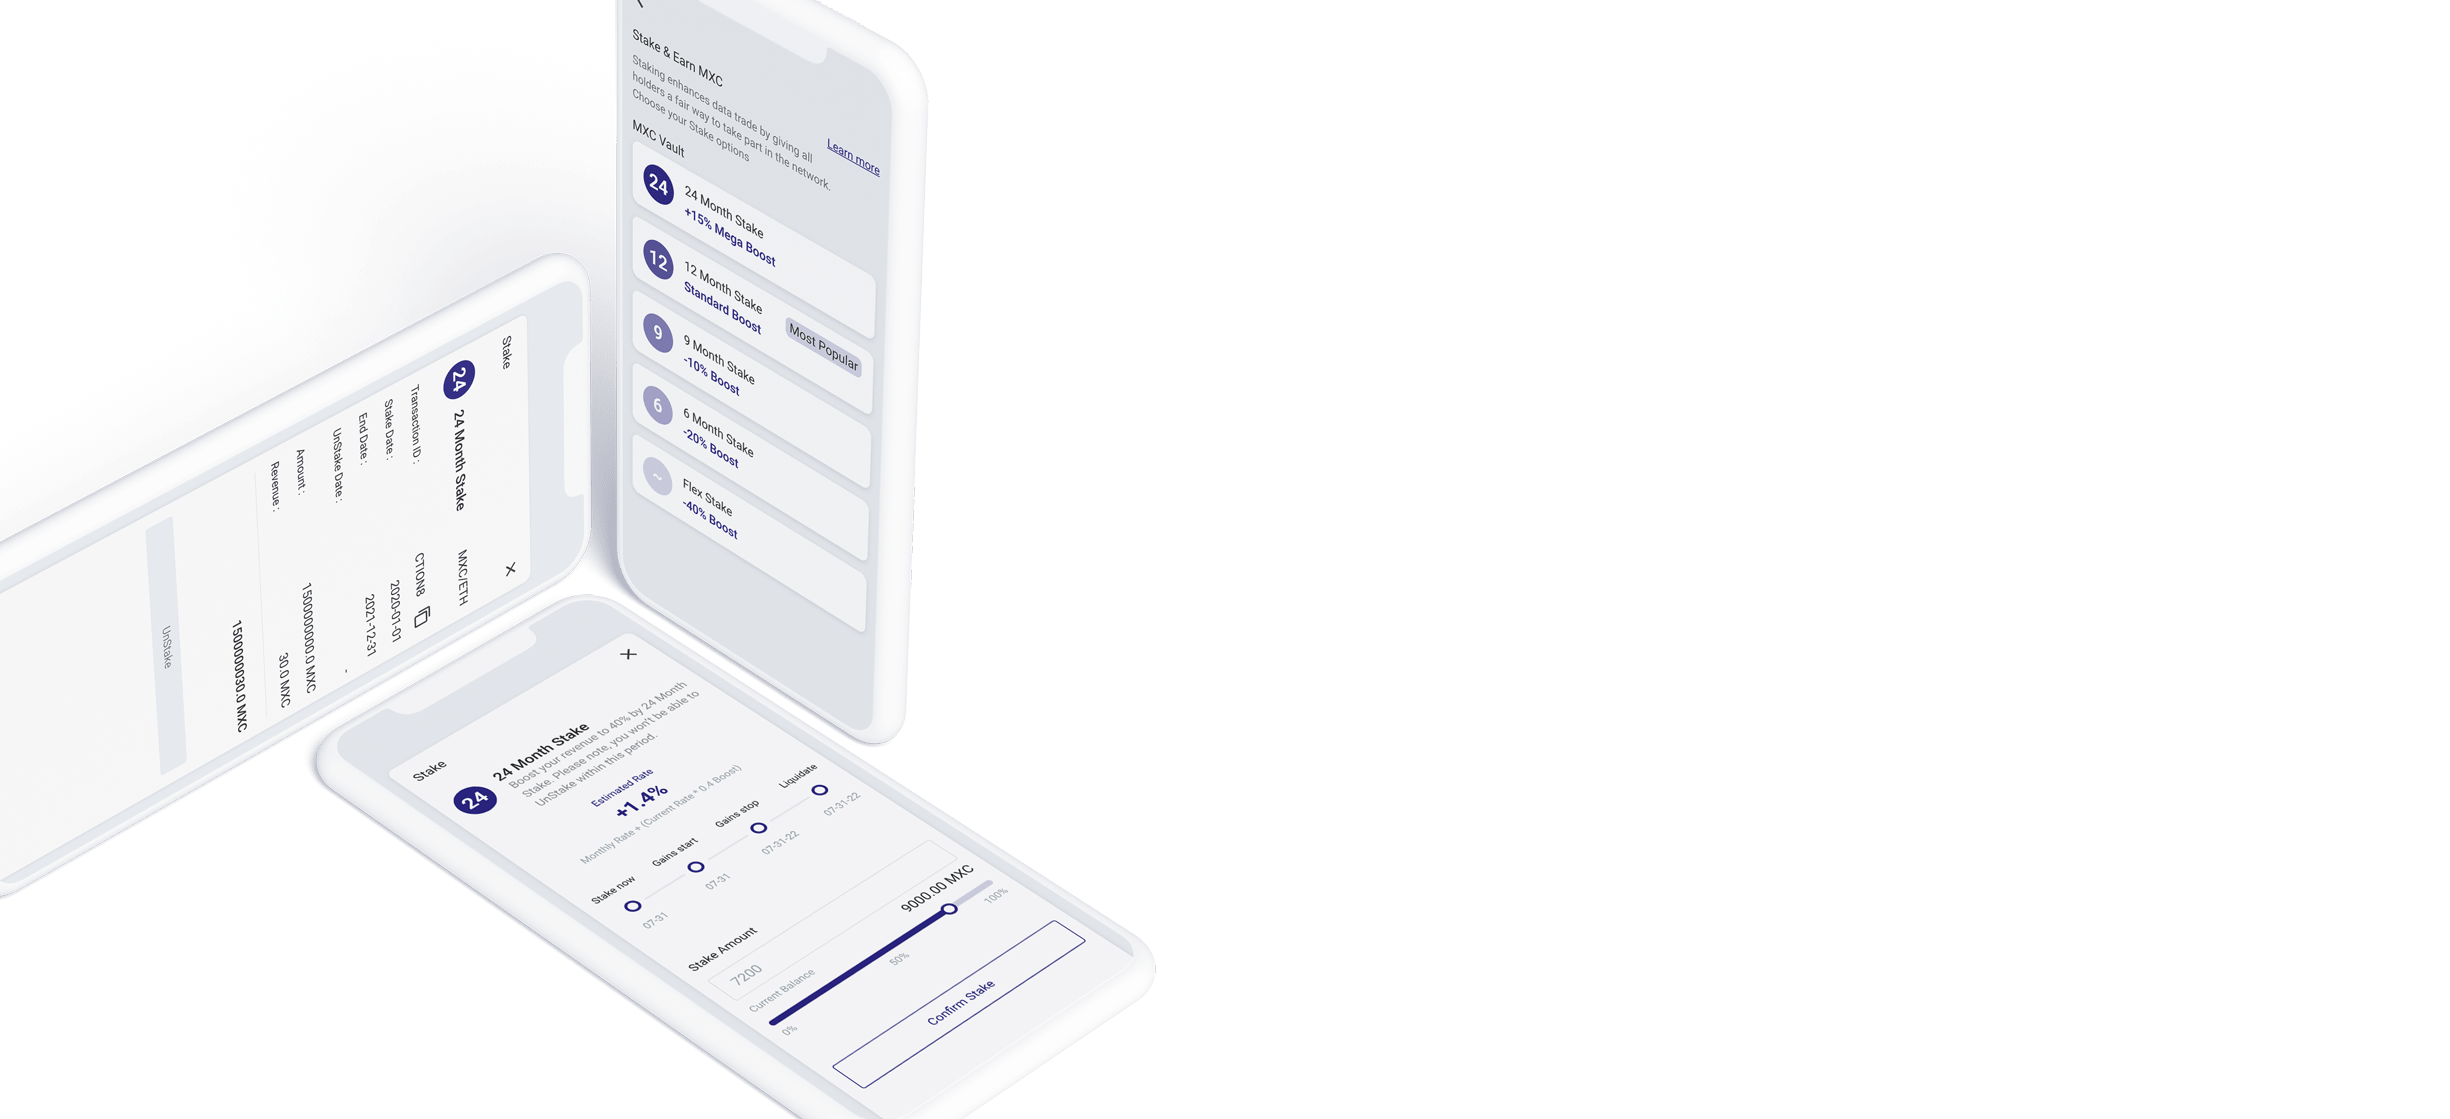 Stake & Earn MXC
Staking enhances data trade by giving all
holders a fair way to take part in the network.
Choose your Stake options
Learn more
MXC Vault
24
24 Month Stake
+15% Mega Boost
12
12 Month Stake
Standard Boost
Most Popular
9
9 Month Stake
-10% Boost
6
6 Month Stake
-20% Boost
~
Flex Stake
-40% Boost
Stake
24
24 Month Stake
MXC/ETH
Transaction ID :
CTION8
Stake Date :
2020-01-01
End Date :
2021-12-31
UnStake Date :
-
Amount :
1500000000.0 MXC
Revenue :
30.0 MXC
1500000030.0 MXC
UnStake
Stake
24
24 Month Stake
Boost your revenue to 40% by 24 Month
Stake. Please note, you won't be able to
UnStake within this period.
Estimated Rate
+1.4%
Monthly Rate + (Current Rate * 0.4 Boost)
Stake now
Gains start
Gains stop
Liquidate
07-31
07-31
07-31-22
07-31-22
Stake Amount
7200
Current Balance
9000.00 MXC
0%
50%
100%
Confirm Stake